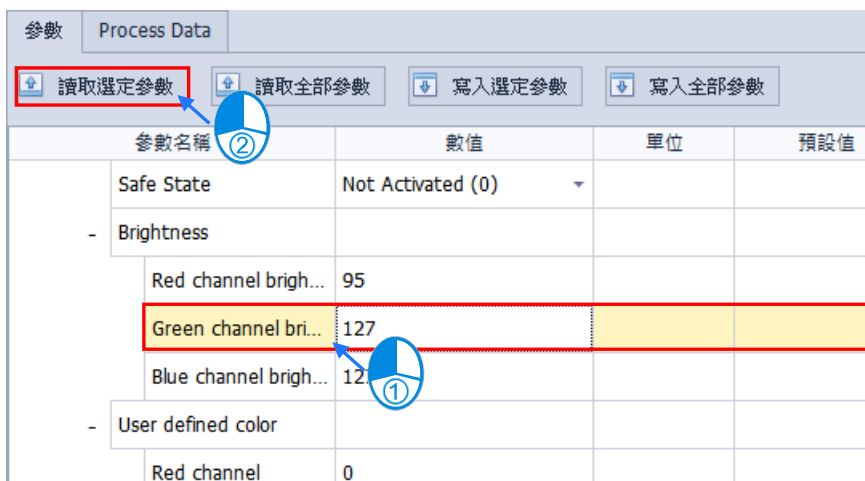 參數 Process Data
讀取選定參數 讀取全部參數 寫入選定參數 寫入全部參數
②
參數名稱 數值 單位 預設值
Safe State Not Activated (0)
- Brightness
Red channel brigh... 95
Green channel bri... 127
Blue channel brigh... 12
①
- User defined color
Red channel 0